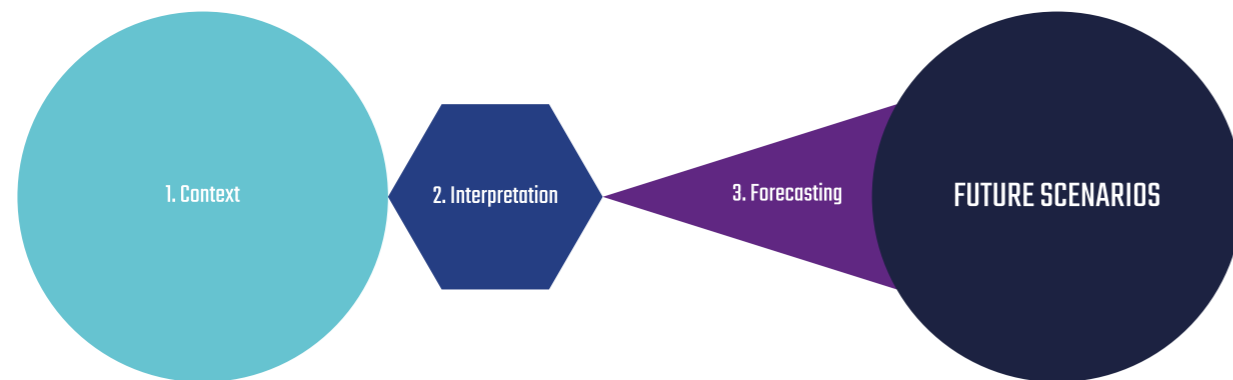 1. Context
2. Interpretation
3. Forecasting
FUTURE SCENARIOS